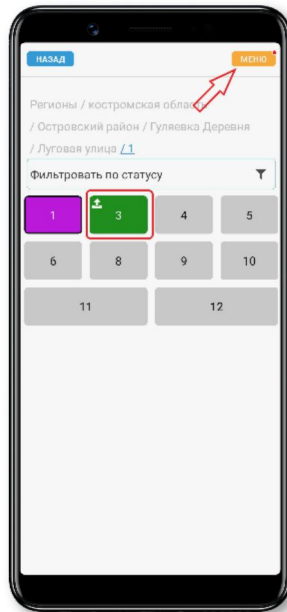 НАЗАД МЕНЮ
Регионы / костромская область
/ Островский район / Гуляевка Деревня
/ Луговая улица / 1
Фильтровать по статусу
1 3 4 5
6 8 9 10
11 12